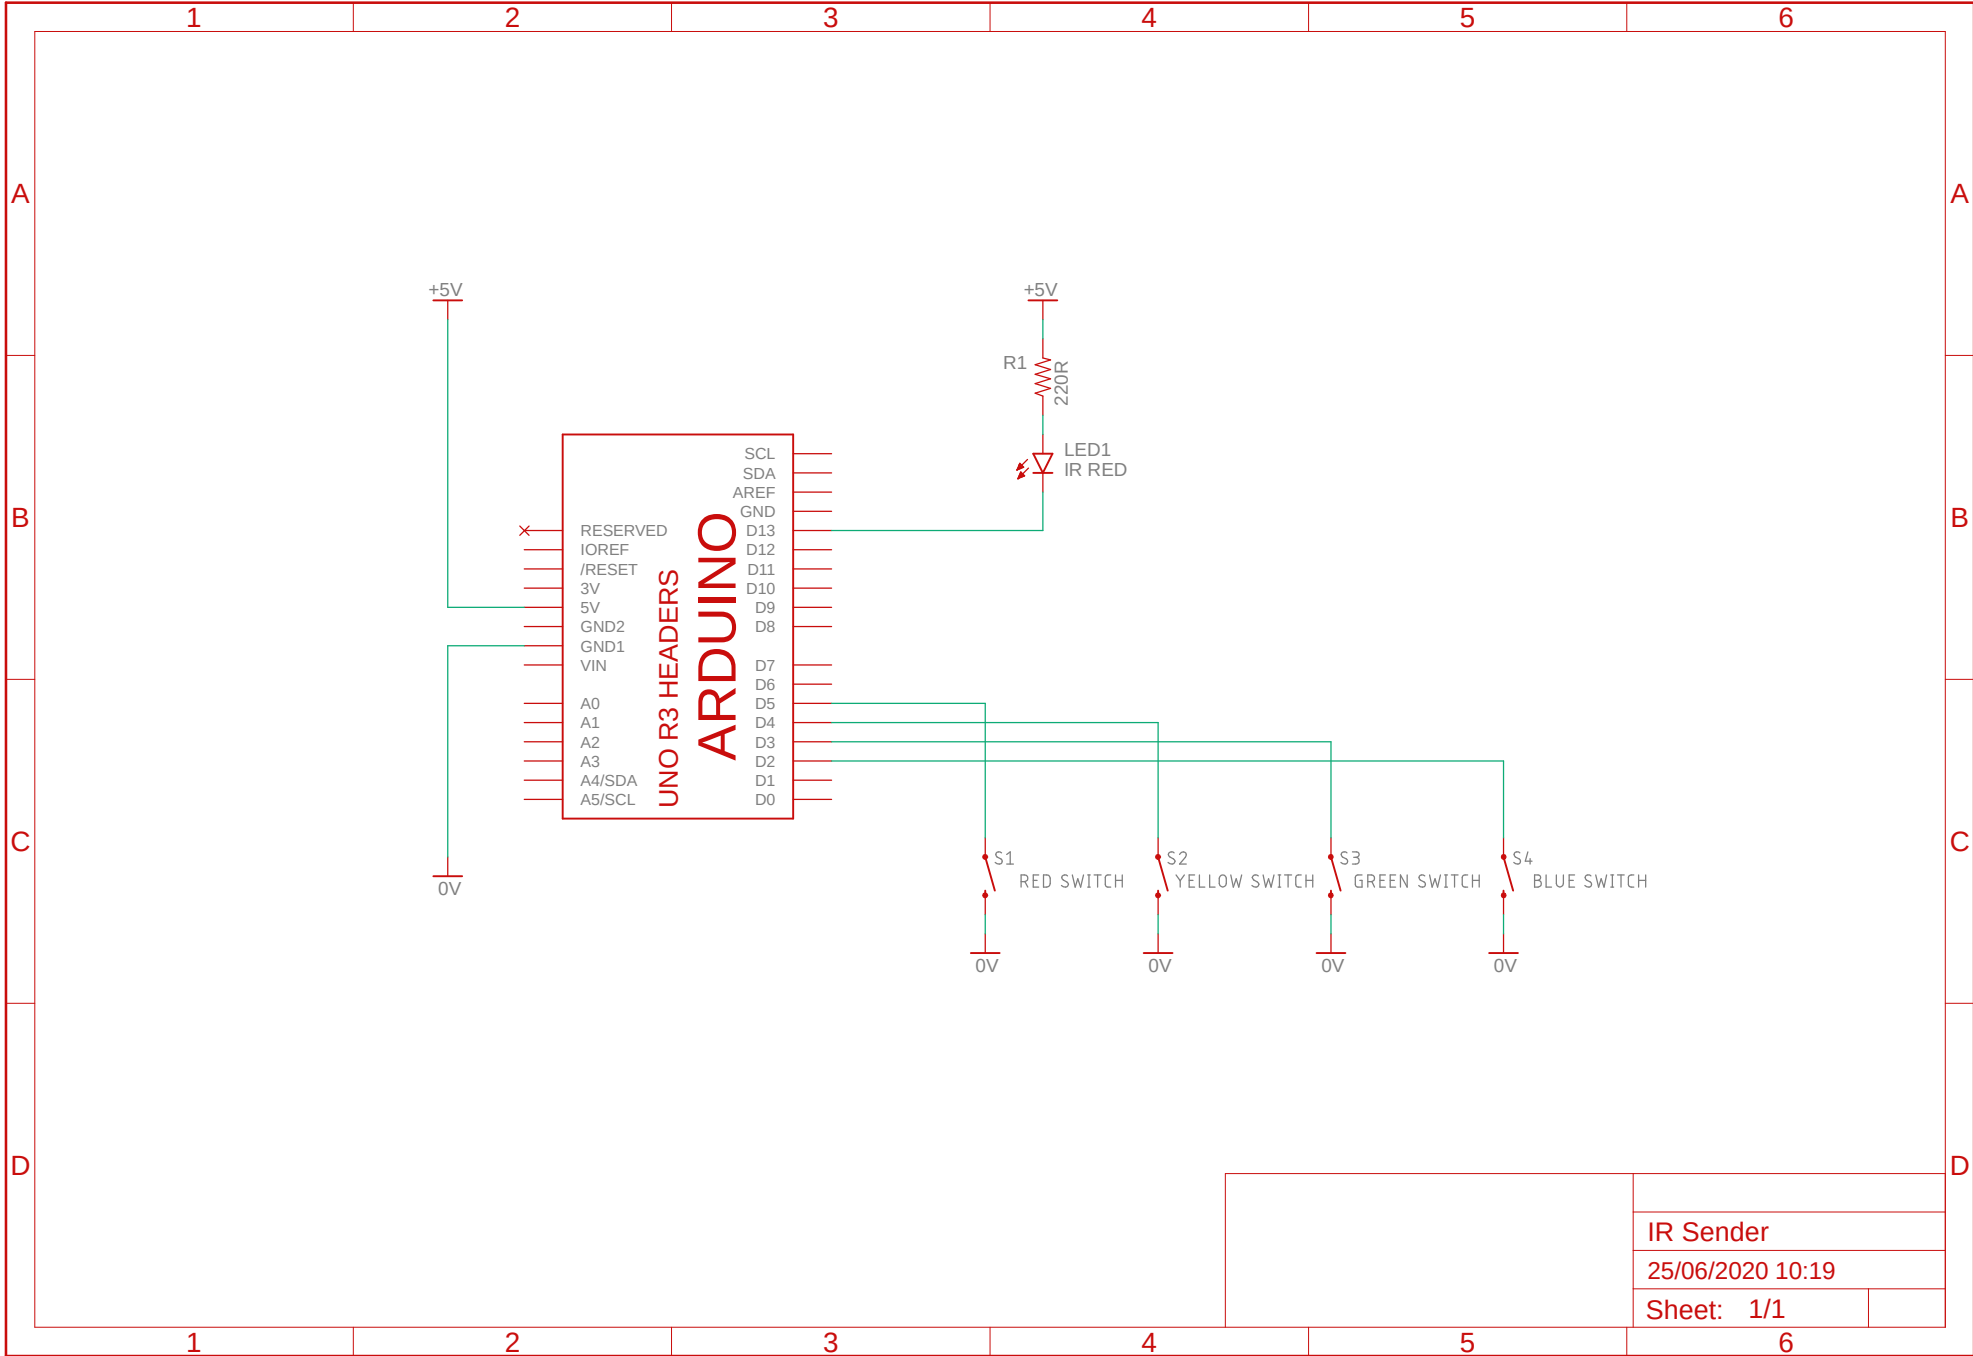 1 2 3 4 5 6
A A
+5V +5V
R1
220R
LED1
IR RED
B B
SCL
SDA
AREF
GND
RESERVED D13
IOREF D12
/RESET D11
3V D10
5V D9
GND2 D8
GND1
VIN D7
D6
A0 D5
A1 D4
A2 D3
A3 D2
A4/SDA D1
A5/SCL D0
UNO R3 HEADERS
ARDUINO
C C
0V
S1
RED SWITCH
S2
YELLOW SWITCH
S3
GREEN SWITCH
S4
BLUE SWITCH
0V 0V 0V 0V
D D
IR Sender
25/06/2020 10:19
Sheet: 1/1
1 2 3 4 5 6